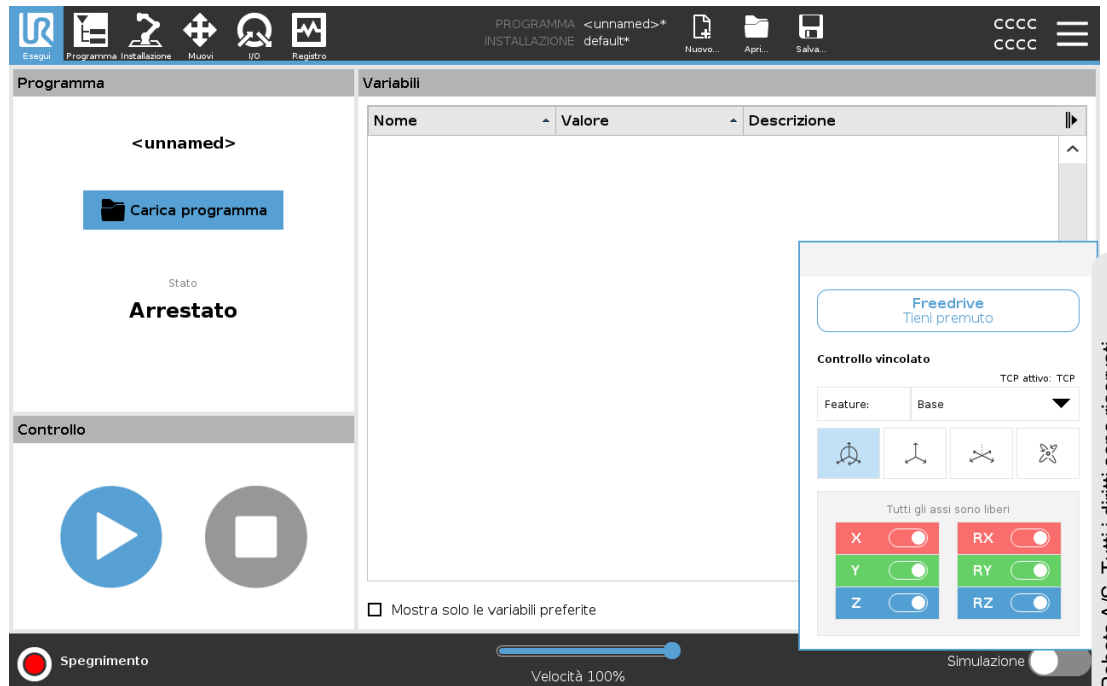 PROGRAMMA <unnamed>*
INSTALLAZIONE default*
UR
Esegui
Programma
Installazione
Muovi
I/O
Registro
Nuovo...
Apri...
Salva...
CCCC
CCCC
Programma
<unnamed>
Carica programma
Stato
Arrestato
Controllo
Variabili
Nome Valore Descrizione
Mostra solo le variabili preferite
Freedrive
Tieni premuto
Controllo vincolato
TCP attivo: TCP
Feature: Base
Tutti gli assi sono liberi
X RX
Y RY
Z RZ
Spegnimento
Velocità 100%
Simulazione